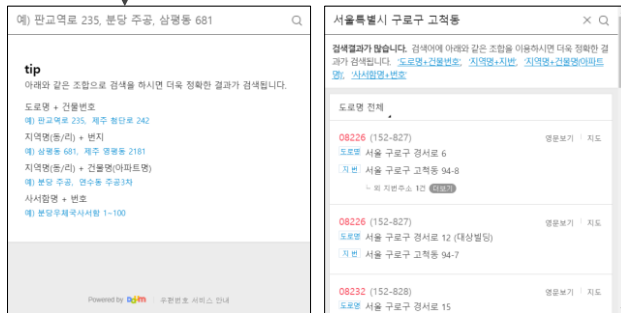 예) 판교역로 235, 분당 주공, 삼평동 681
tip
아래와 같은 조합으로 검색을 하시면 더욱 정확한 결과가 검색됩니다.
도로명 + 건물번호
예) 판교역로 235, 제주 첨단로 242
지역명(동/리) + 번지
예) 삼평동 681, 제주 영평동 2181
지역명(동/리) + 건물명(아파트명)
예) 분당 주공, 연수동 주공3차
사서함명 + 번호
예) 분당우체국사서함 1~100
Powered by Daum 우편번호 서비스 안내
서울특별시 구로구 고척동
검색결과가 많습니다. 검색어에 아래와 같은 조합을 이용하시면 더욱 정확한 결
과가 검색됩니다. '도로명+건물번호', '지역명+지번', '지역명+건물명(아파트
명)', '사서함명+번호'
도로명 전체
08226 (152-827) 영문보기 지도
도로명 서울 구로구 경서로 6
지번 서울 구로구 고척동 94-8
└ 외 지번주소 1건 더보기
08226 (152-827) 영문보기 지도
도로명 서울 구로구 경서로 12 (대상빌딩)
지번 서울 구로구 고척동 94-7
08232 (152-828) 영문보기 지도
도로명 서울 구로구 경서로 15